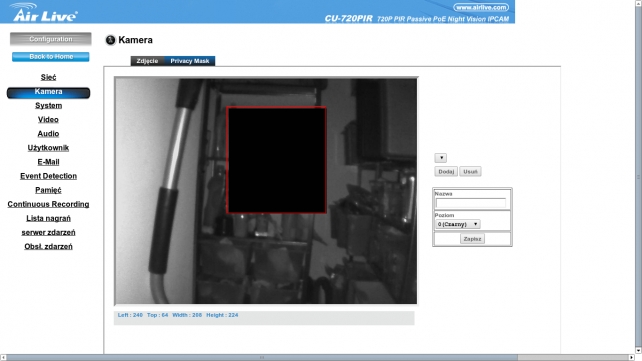 Air Live
www.airlive.com
CU-720PIR 720P PIR Passive PoE Night Vision IPCAM
Configuration
Back to Home
Sieć
Kamera
System
Video
Audio
Użytkownik
E-Mail
Event Detection
Pamięć
Continuous Recording
Lista nagrań
serwer zdarzeń
Obsł. zdarzeń
Kamera
Zdjęcie Privacy Mask
Left : 240 Top : 64 Width : 208 Height : 224
Dodaj Usuń
Nazwa
Poziom
0 (Czarny)
Zapisz